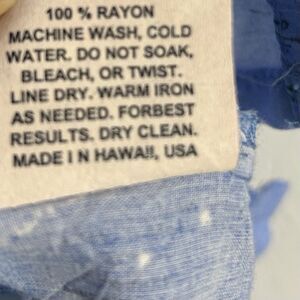 100 % RAYON
MACHINE WASH, COLD
WATER. DO NOT SOAK,
BLEACH, OR TWIST.
LINE DRY. WARM IRON
AS NEEDED. FORBEST
RESULTS. DRY CLEAN.
MADE I N HAWAII, USA